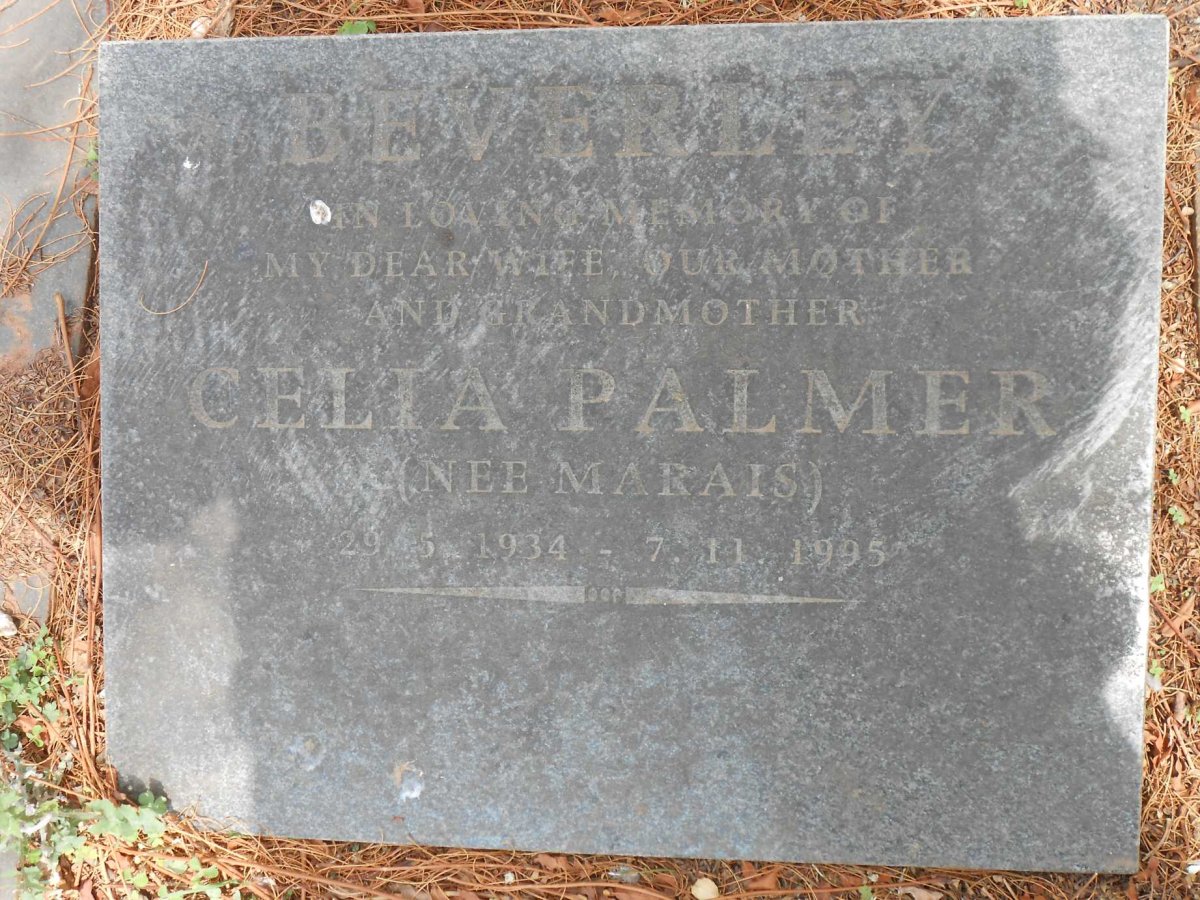 BEVERLEY
IN LOVING MEMORY OF
MY DEAR WIFE, OUR MOTHER
AND GRANDMOTHER
CELIA PALMER
(NEE MARAIS)
29. 5. 1934 - 7. 11. 1995